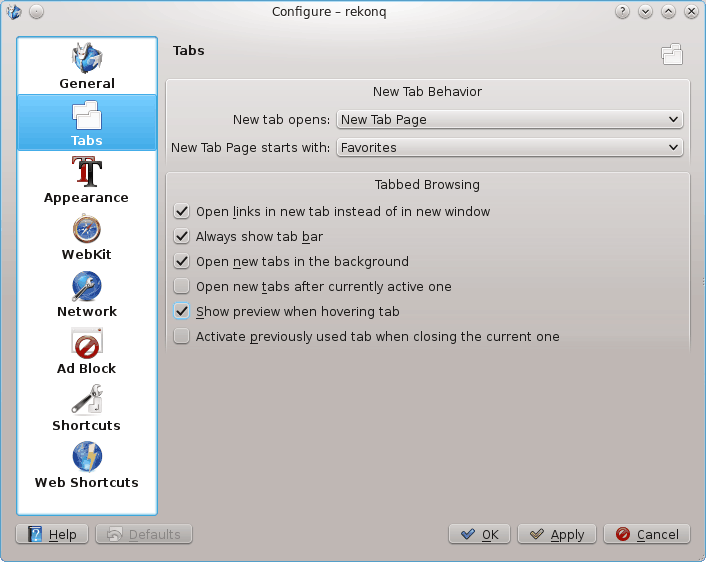 Configure – rekonq
General
Tabs
Appearance
WebKit
Network
Ad Block
Shortcuts
Web Shortcuts
Tabs
New Tab Behavior
New tab opens: New Tab Page
New Tab Page starts with: Favorites
Tabbed Browsing
Open links in new tab instead of in new window
Always show tab bar
Open new tabs in the background
Open new tabs after currently active one
Show preview when hovering tab
Activate previously used tab when closing the current one
Help Defaults OK Apply Cancel